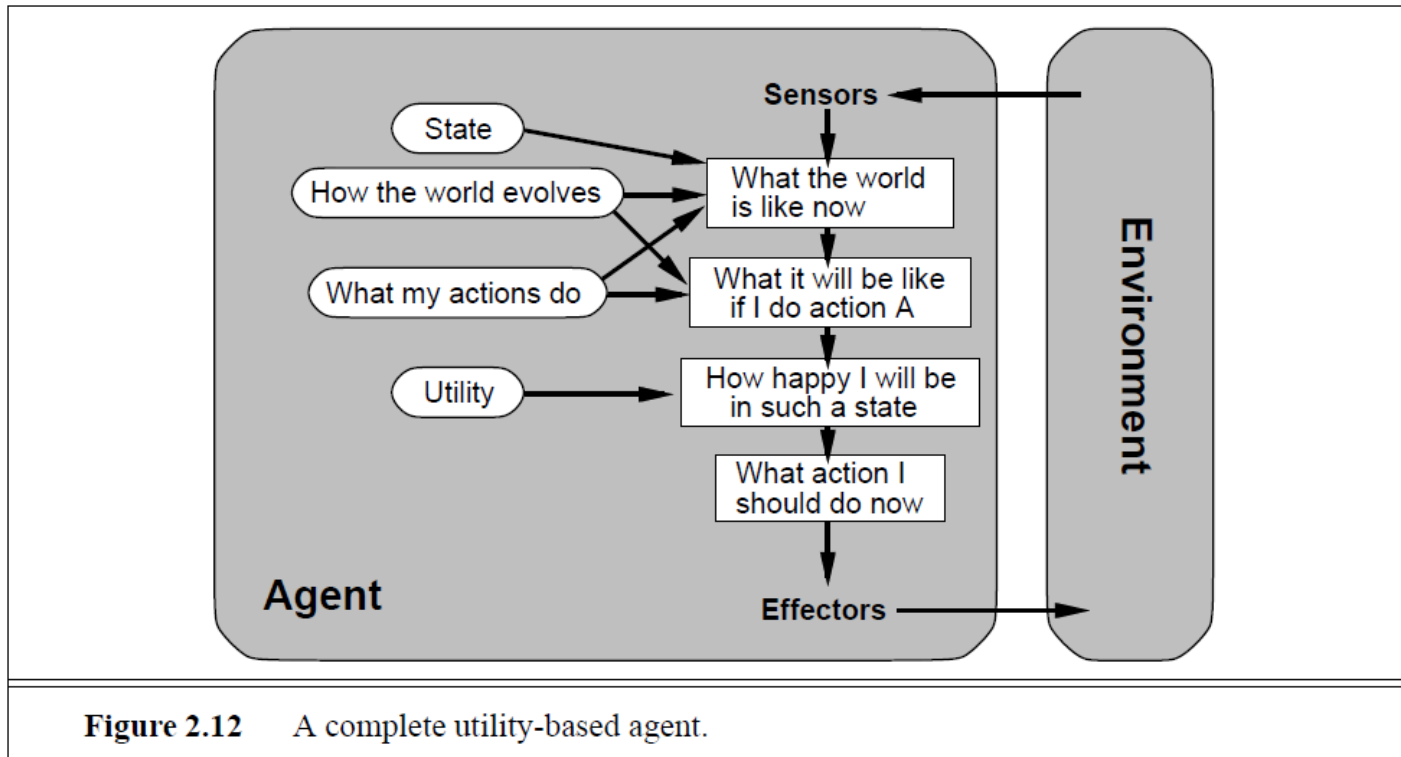 Sensors
State
What the world
is like now
How the world evolves
What my actions do
What it will be like
if I do action A
Utility
How happy I will be
in such a state
What action I
should do now
Agent
Effectors
Environment
Figure 2.12 A complete utility-based agent.